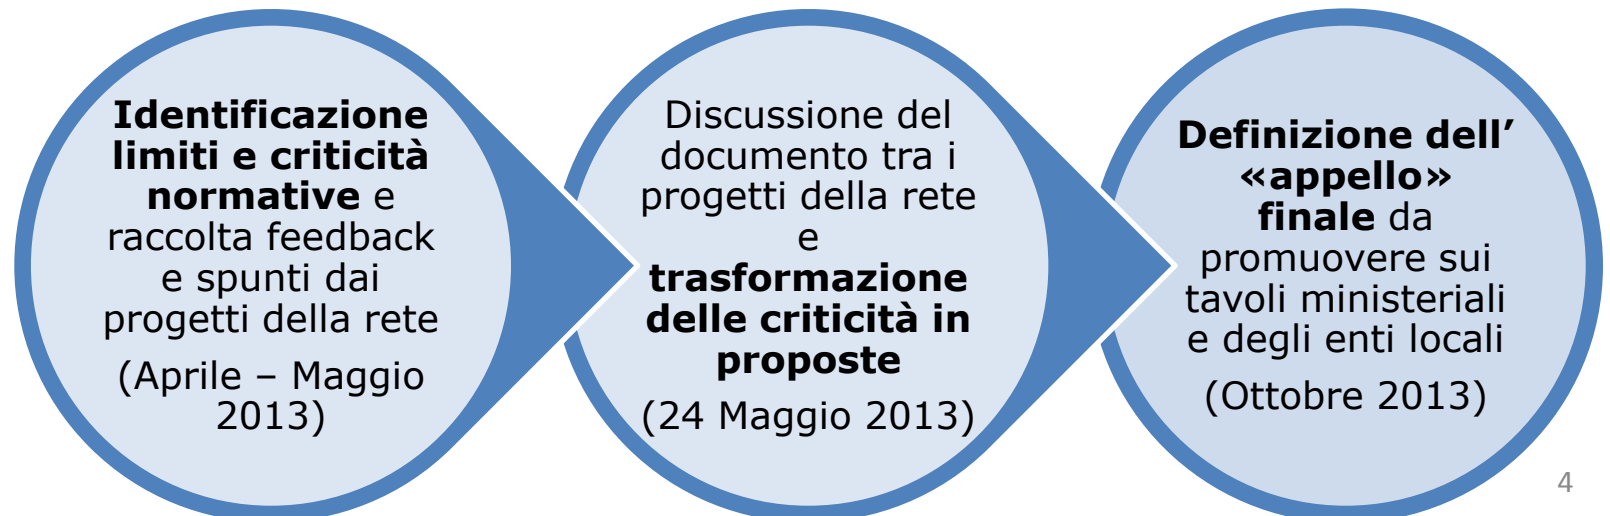 Identificazione
limiti e criticità
normative e
raccolta feedback
e spunti dai
progetti della rete
(Aprile – Maggio
2013)
Discussione del
documento tra i
progetti della rete
e
trasformazione
delle criticità in
proposte
(24 Maggio 2013)
Definizione dell’
«appello»
finale da
promuovere sui
tavoli ministeriali
e degli enti locali
(Ottobre 2013)
4